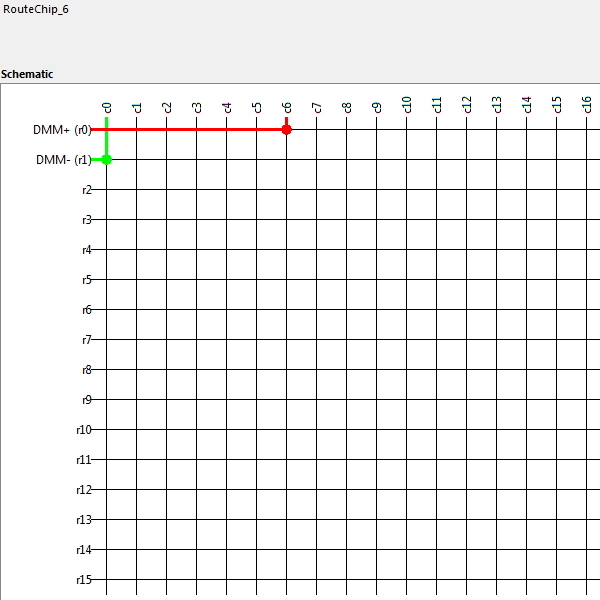 RouteChip_6
Schematic
c0 c1 c2 c3 c4 c5 c6 c7 c8 c9 c10 c11 c12 c13 c14 c15 c16
DMM+ (r0)
DMM- (r1)
r2
r3
r4
r5
r6
r7
r8
r9
r10
r11
r12
r13
r14
r15